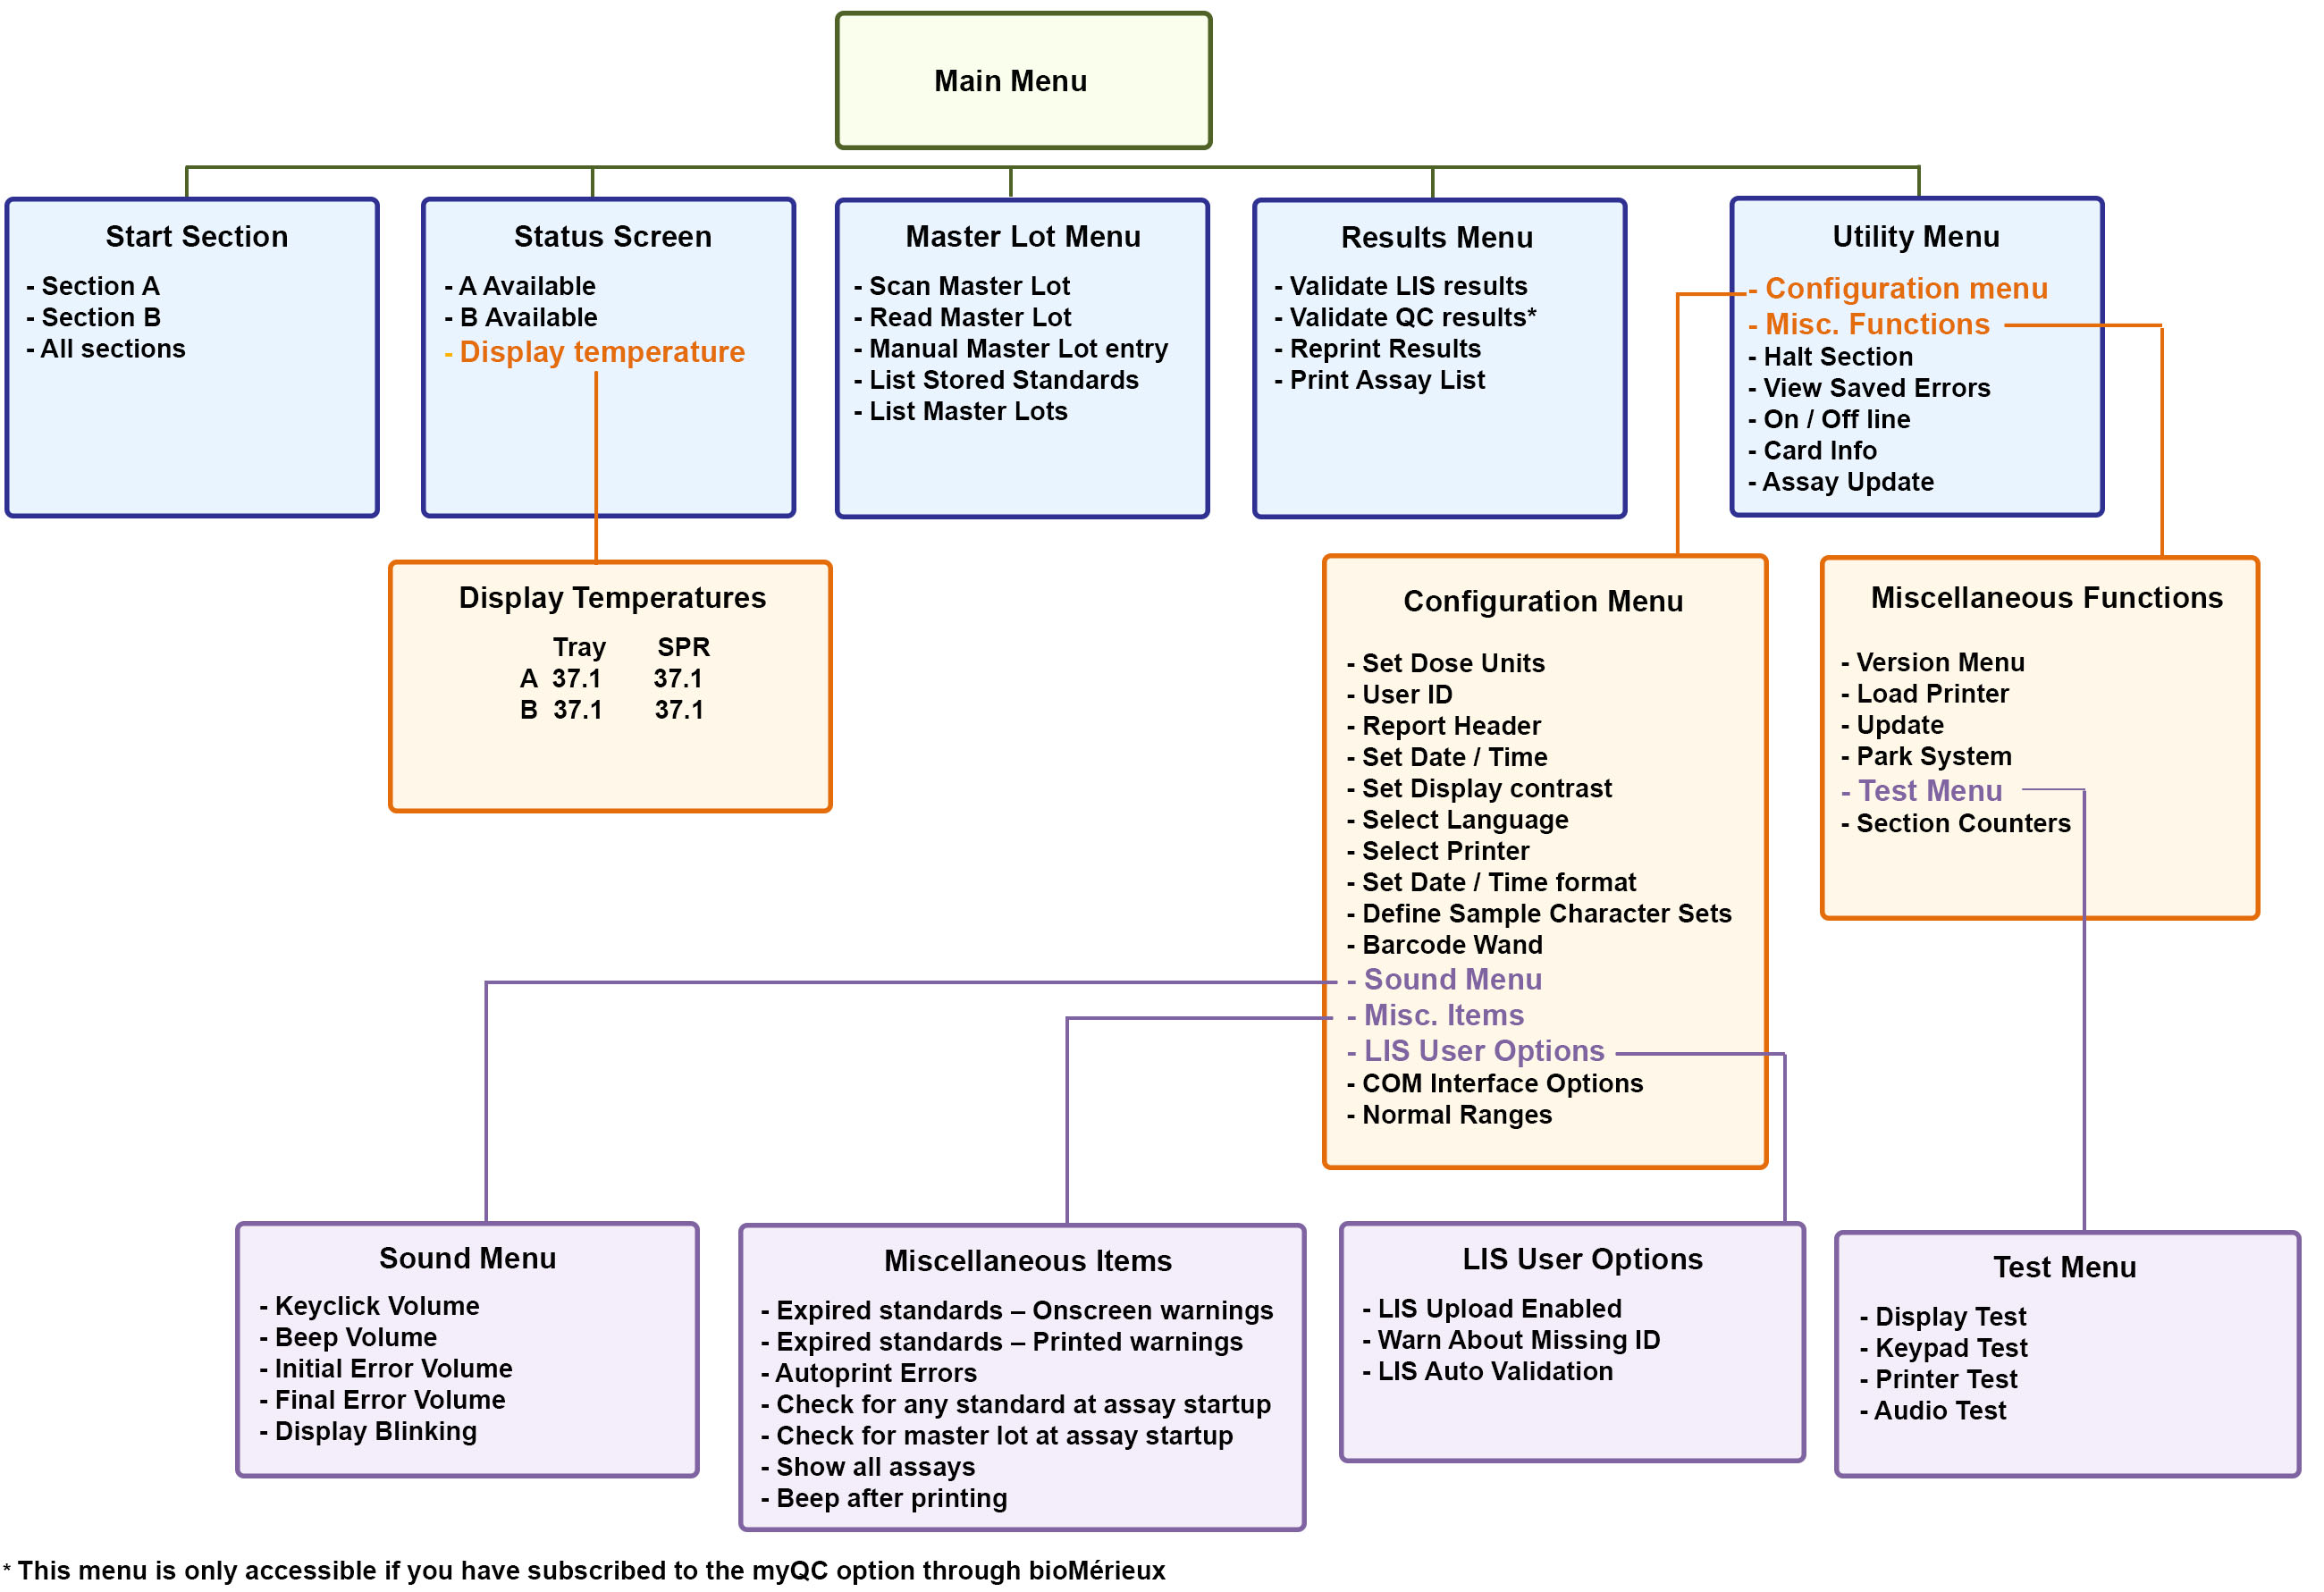 Main Menu
Start Section
- Section A
- Section B
- All sections
Status Screen
- A Available
- B Available
- Display temperature
Master Lot Menu
- Scan Master Lot
- Read Master Lot
- Manual Master Lot entry
- List Stored Standards
- List Master Lots
Results Menu
- Validate LIS results
- Validate QC results*
- Reprint Results
- Print Assay List
Utility Menu
- Configuration menu
- Misc. Functions
- Halt Section
- View Saved Errors
- On / Off line
- Card Info
- Assay Update
Display Temperatures
Tray SPR
A 37.1 37.1
B 37.1 37.1
Configuration Menu
- Set Dose Units
- User ID
- Report Header
- Set Date / Time
- Set Display contrast
- Select Language
- Select Printer
- Set Date / Time format
- Define Sample Character Sets
- Barcode Wand
- Sound Menu
- Misc. Items
- LIS User Options
- COM Interface Options
- Normal Ranges
Miscellaneous Functions
- Version Menu
- Load Printer
- Update
- Park System
- Test Menu
- Section Counters
Sound Menu
- Keyclick Volume
- Beep Volume
- Initial Error Volume
- Final Error Volume
- Display Blinking
Miscellaneous Items
- Expired standards – Onscreen warnings
- Expired standards – Printed warnings
- Autoprint Errors
- Check for any standard at assay startup
- Check for master lot at assay startup
- Show all assays
- Beep after printing
LIS User Options
- LIS Upload Enabled
- Warn About Missing ID
- LIS Auto Validation
Test Menu
- Display Test
- Keypad Test
- Printer Test
- Audio Test
* This menu is only accessible if you have subscribed to the myQC option through bioMérieux